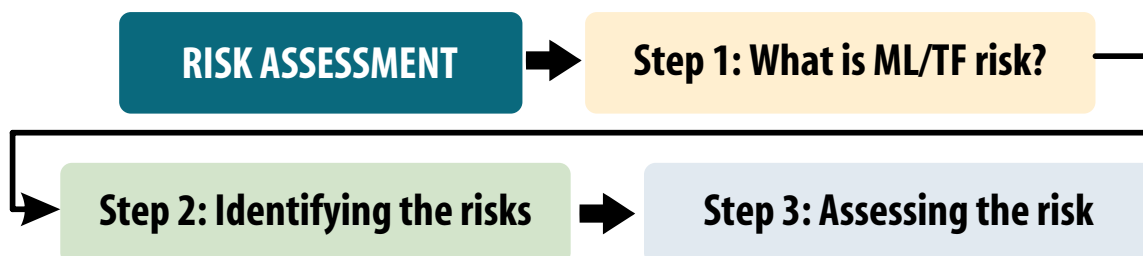 RISK ASSESSMENT
Step 1: What is ML/TF risk?
Step 2: Identifying the risks
Step 3: Assessing the risk